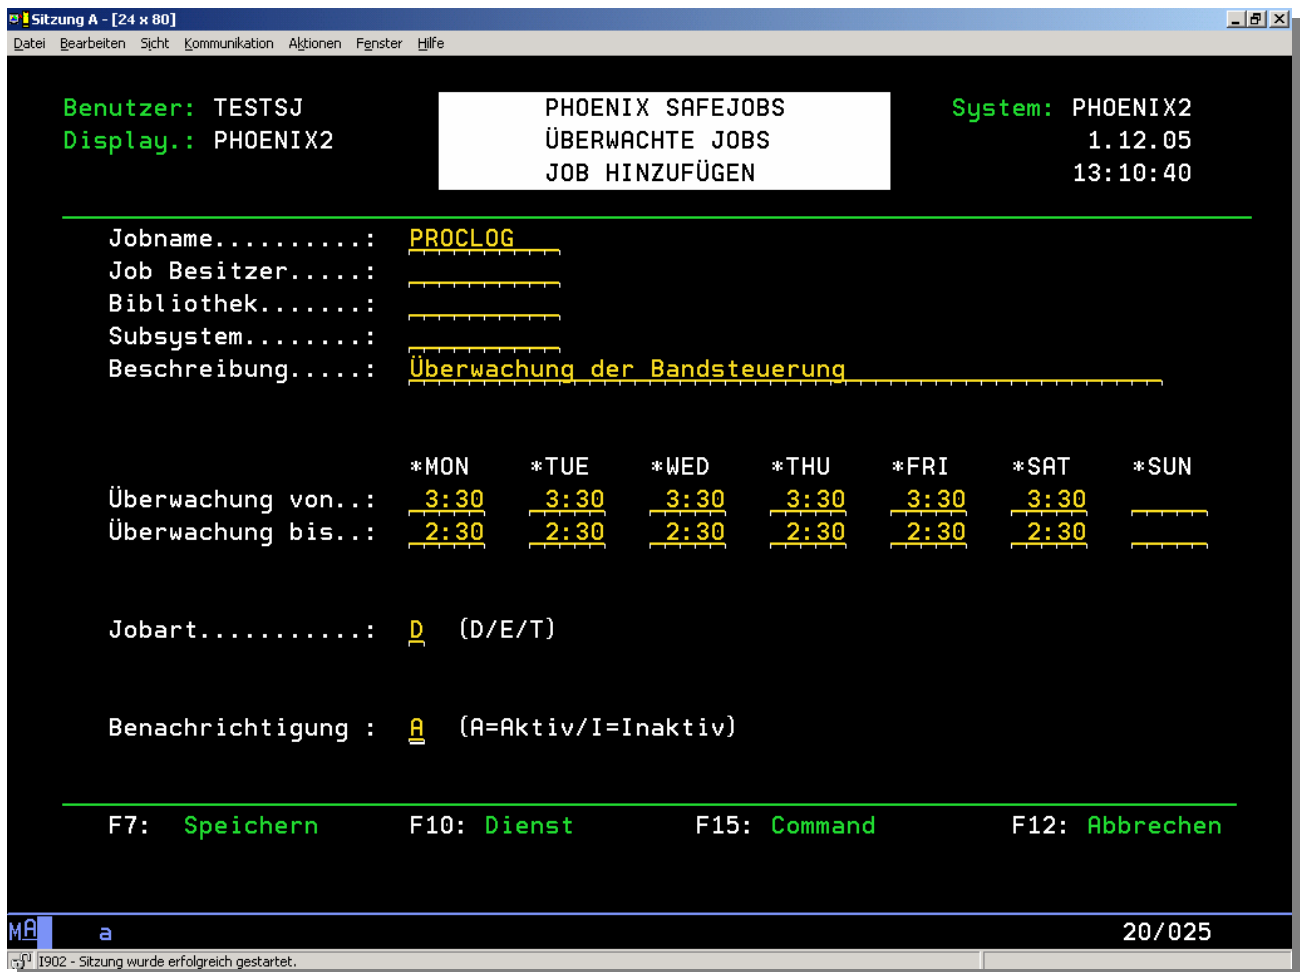 Sitzung A - [24 x 80]
Datei Bearbeiten Sicht Kommunikation Aktionen Fenster Hilfe
Benutzer: TESTSJ PHOENIX SAFEJOBS System: PHOENIX2
Display.: PHOENIX2 ÜBERWACHTE JOBS 1.12.05
JOB HINZUFÜGEN 13:10:40
Jobname..........: PROCLOG
Job Besitzer.....:
Bibliothek.......:
Subsystem........:
Beschreibung.....: Überwachung der Bandsteuerung
*MON *TUE *WED *THU *FRI *SAT *SUN
Überwachung von..: 3:30 3:30 3:30 3:30 3:30 3:30
Überwachung bis..: 2:30 2:30 2:30 2:30 2:30 2:30
Jobart...........: D (D/E/T)
Benachrichtigung : A (A=Aktiv/I=Inaktiv)
F7: Speichern F10: Dienst F15: Command F12: Abbrechen
MA a 20/025
I902 - Sitzung wurde erfolgreich gestartet.